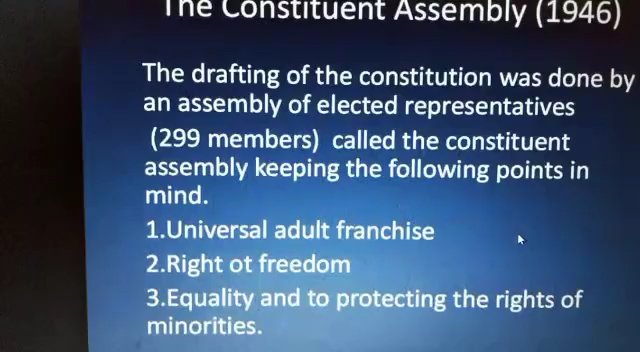 The Constituent Assembly (1946)
The drafting of the constitution was done by
an assembly of elected representatives
(299 members) called the constituent
assembly keeping the following points in
mind.
1.Universal adult franchise
2.Right ot freedom
3.Equality and to protecting the rights of
minorities.